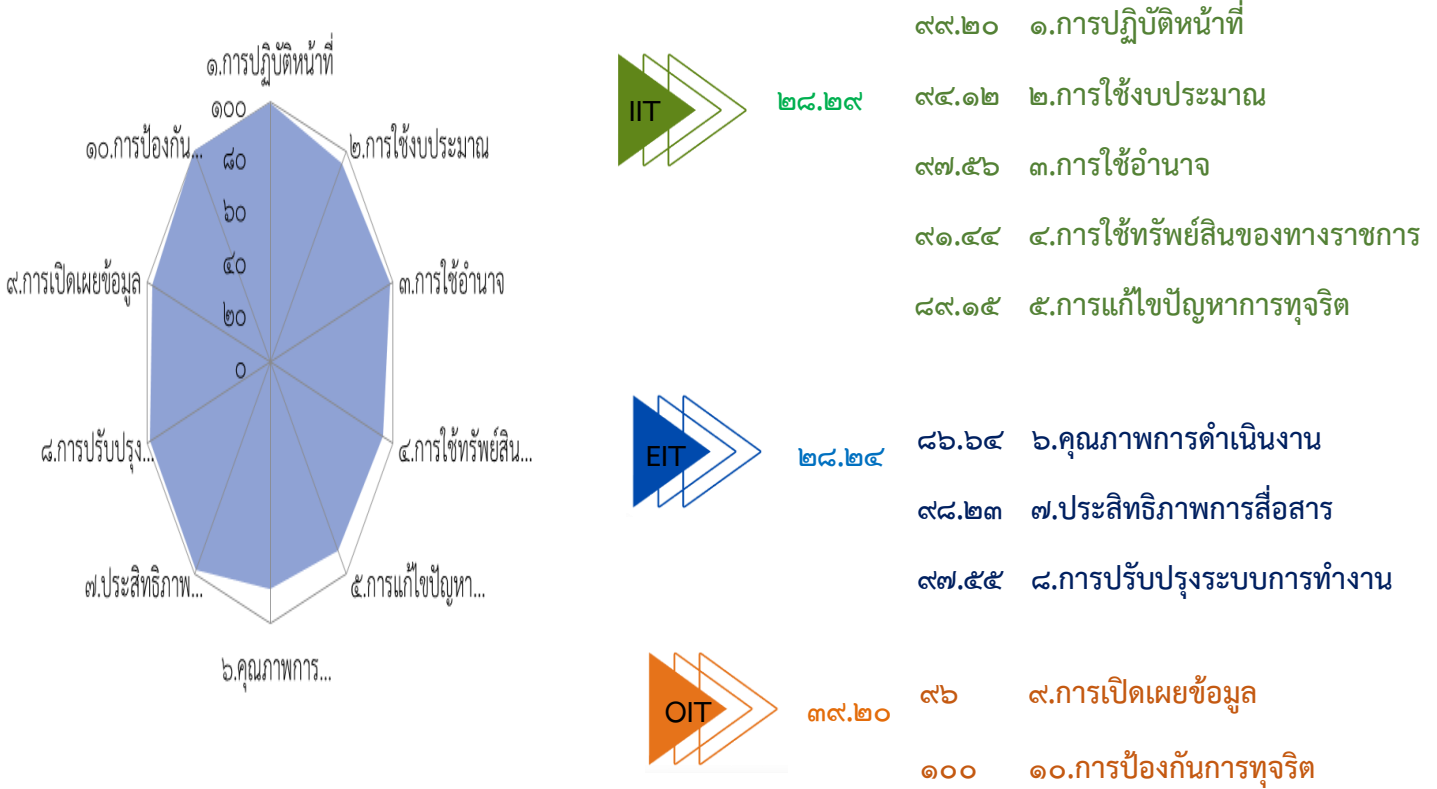 ๑.การปฏิบัติหน้าที่
๑๐๐
๑๐.การป้องกัน...
๒.การใช้งบประมาณ
๘๐
๖๐
๔๐
๙.การเปิดเผยข้อมูล
๓.การใช้อำนาจ
๒๐
๐
๘.การปรับปรุง...
๔.การใช้ทรัพย์สิน...
๗.ประสิทธิภาพ...
๕.การแก้ไขปัญหา...
๖.คุณภาพการ...
IIT
๒๘.๒๙
๙๙.๒๐ ๑.การปฏิบัติหน้าที่
๙๔.๑๒ ๒.การใช้งบประมาณ
๙๗.๕๖ ๓.การใช้อำนาจ
๙๑.๔๔ ๔.การใช้ทรัพย์สินของทางราชการ
๘๙.๑๕ ๕.การแก้ไขปัญหาการทุจริต
EIT
๒๘.๒๔
๘๖.๖๔ ๖.คุณภาพการดำเนินงาน
๙๘.๒๓ ๗.ประสิทธิภาพการสื่อสาร
๙๗.๕๕ ๘.การปรับปรุงระบบการทำงาน
OIT
๓๙.๒๐
๙๖ ๙.การเปิดเผยข้อมูล
๑๐๐ ๑๐.การป้องกันการทุจริต